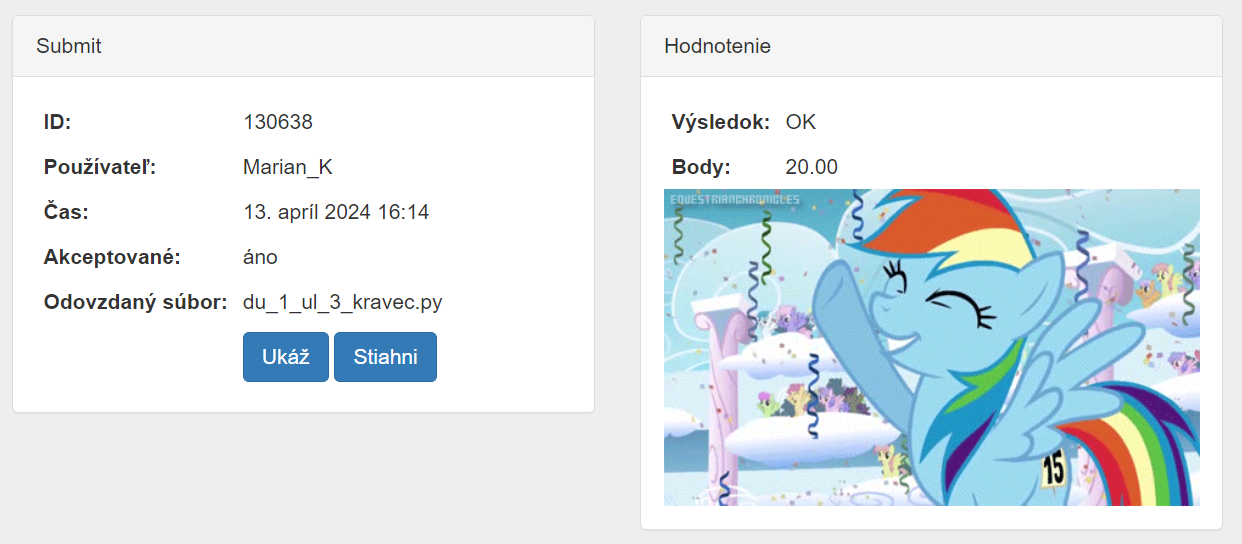 Submit
ID: 130638
Používateľ: Marian_K
Čas: 13. apríl 2024 16:14
Akceptované: áno
Odovzdaný súbor: du_1_ul_3_kravec.py
Ukáž Stiahni
Hodnotenie
Výsledok: OK
Body: 20.00
EQUESTRIANCHRONICLES
15